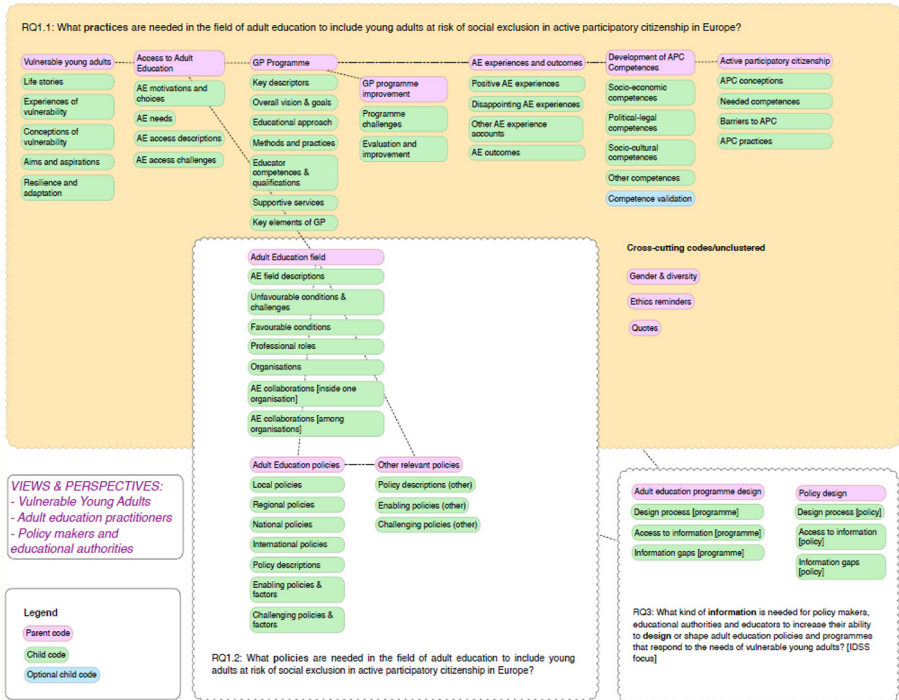 RQ1.1: What practices are needed in the field of adult education to include young adults at risk of social exclusion in active participatory citizenship in Europe?
Vulnerable young adults
Life stories
Experiences of
vulnerability
Conceptions of
vulnerability
Aims and aspirations
Resilience and
adaptation
Access to Adult
Education
AE motivations and
choices
AE needs
AE access descriptions
AE access challenges
GP Programme
Key descriptors
Overall vision & goals
Educational approach
Methods and practices
Educator
competences &
qualifications
Supportive services
Key elements of GP
GP programme
improvement
Programme
challenges
Evaluation and
improvement
AE experiences and outcomes
Positive AE experiences
Disappointing AE experiences
Other AE experience
accounts
AE outcomes
Development of APC
Competences
Socio-economic
competences
Political-legal
competences
Socio-cultural
competences
Other competences
Competence validation
Active participatory citizenship
APC conceptions
Needed competences
Barriers to APC
APC practices
Cross-cutting codes/unclustered
Gender & diversity
Ethics reminders
Quotes
Adult Education field
AE field descriptions
Unfavourable conditions &
challenges
Favourable conditions
Professional roles
Organisations
AE collaborations [inside one
organisation]
AE collaborations [among
organisations]
Adult Education policies
Local policies
Regional policies
National policies
International policies
Policy descriptions
Enabling policies &
factors
Challenging policies &
factors
Other relevant policies
Policy descriptions (other)
Enabling policies (other)
Challenging policies (other)
RQ1.2: What policies are needed in the field of adult education to include young
adults at risk of social exclusion in active participatory citizenship in Europe?
VIEWS & PERSPECTIVES:
- Vulnerable Young Adults
- Adult education practitioners
- Policy makers and
educational authorities
Legend
Parent code
Child code
Optional child code
Adult education programme design
Design process [programme]
Access to information [programme]
Information gaps [programme]
Policy design
Design process [policy]
Access to information
[policy]
Information gaps
[policy]
RQ3: What kind of information is needed for policy makers,
educational authorities and educators to increase their ability
to design or shape adult education policies and programmes
that respond to the needs of vulnerable young adults? [IDSS
focus]